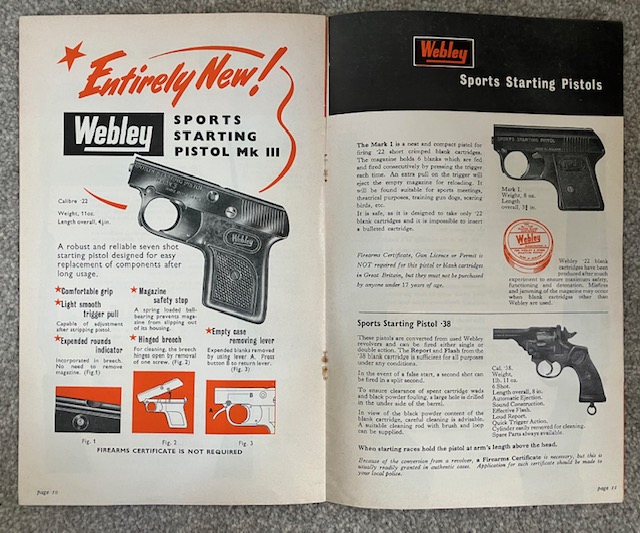 Entirely New!
Webley
SPORTS
STARTING
PISTOL Mk III
Calibre ·22
Weight, 11oz.
Length overall, 4¾in.
Webley
A robust and reliable seven shot
starting pistol designed for easy
replacement of components after
long usage.
Comfortable grip
Light smooth
trigger pull
Capable of adjustment
after stripping pistol.
Expended rounds
indicator
Incorporated in breech.
No need to remove
magazine. (Fig. 1)
Magazine
safety stop
A spring loaded ball-
bearing prevents maga-
zine from slipping out
of its housing.
Hinged breech
For cleaning, the breech
hinges open by removal
of one screw. (Fig. 2)
Empty case
removing lever
Expended blanks removed
by using lever A. Press
button B to return lever.
(Fig. 3)
Fig. 1
Fig. 2
Fig. 3
FIREARMS CERTIFICATE IS NOT REQUIRED
page 10
Webley
Sports Starting Pistols
The Mark I is a neat and compact pistol for
firing ·22 short crimped blank cartridges.
The magazine holds 6 blanks which are fed
and fired consecutively by pressing the trigger
each time. An extra pull on the trigger will
eject the empty magazine for reloading. It
will be found suitable for sports meetings,
theatrical purposes, training gun dogs, scaring
birds, etc.
It is safe, as it is designed to take only ·22
blank cartridges and it is impossible to insert
a bulleted cartridge.
SPORTS STARTING PISTOL
Mark I.
Weight, 8 oz.
Length,
overall, 3¾ in.
Webley
Firearms Certificate, Gun Licence or Permit is
NOT required for this pistol or blank cartridges
in Great Britain, but they must not be purchased
by anyone under 17 years of age.
Webley ·22 blank
cartridges have been
produced after much
experiment to ensure maximum safety,
functioning and detonation. Misfires
and jamming of the magazine may occur
when blank cartridges other than
Webley are used.
Sports Starting Pistol ·38
These pistols are converted from used Webley
revolvers and can be fired either single or
double action. The Report and Flash from the
·38 blank cartridge is sufficient for all purposes
under any conditions.
In the event of a false start, a second shot can
be fired in a split second.
To ensure clearance of spent cartridge wads
and black powder fouling, a large hole is drilled
in the under side of the barrel.
In view of the black powder content of the
blank cartridge, careful cleaning is advisable.
A suitable cleaning rod with brush and loop
can be supplied.
Cal. ·38.
Weight,
1lb. 11 oz.
6 Shot.
Length overall, 8 in.
Automatic Ejection.
Sound Construction.
Effective Flash.
Loud Report.
Quick Trigger Action.
Cylinder easily removed for cleaning.
Spare Parts always available.
When starting races hold the pistol at arm's length above the head.
Because of the conversion from a revolver, a Firearms Certificate is necessary, but this is
usually readily granted in authentic cases. Application for such certificate should be made to
your local police.
page 11